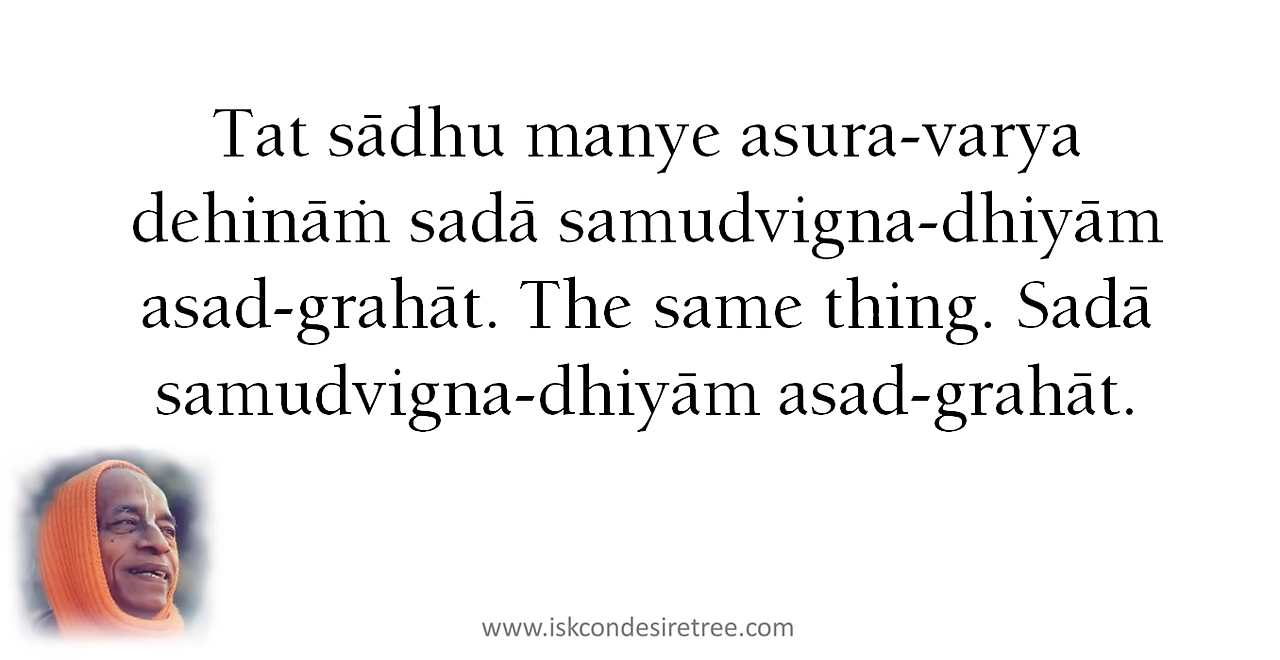 Tat sādhu manye asura-varya
dehināṁ sadā samudvigna-dhiyām
asad-grahāt. The same thing. Sadā
samudvigna-dhiyām asad-grahāt.
www.iskcondesiretree.com